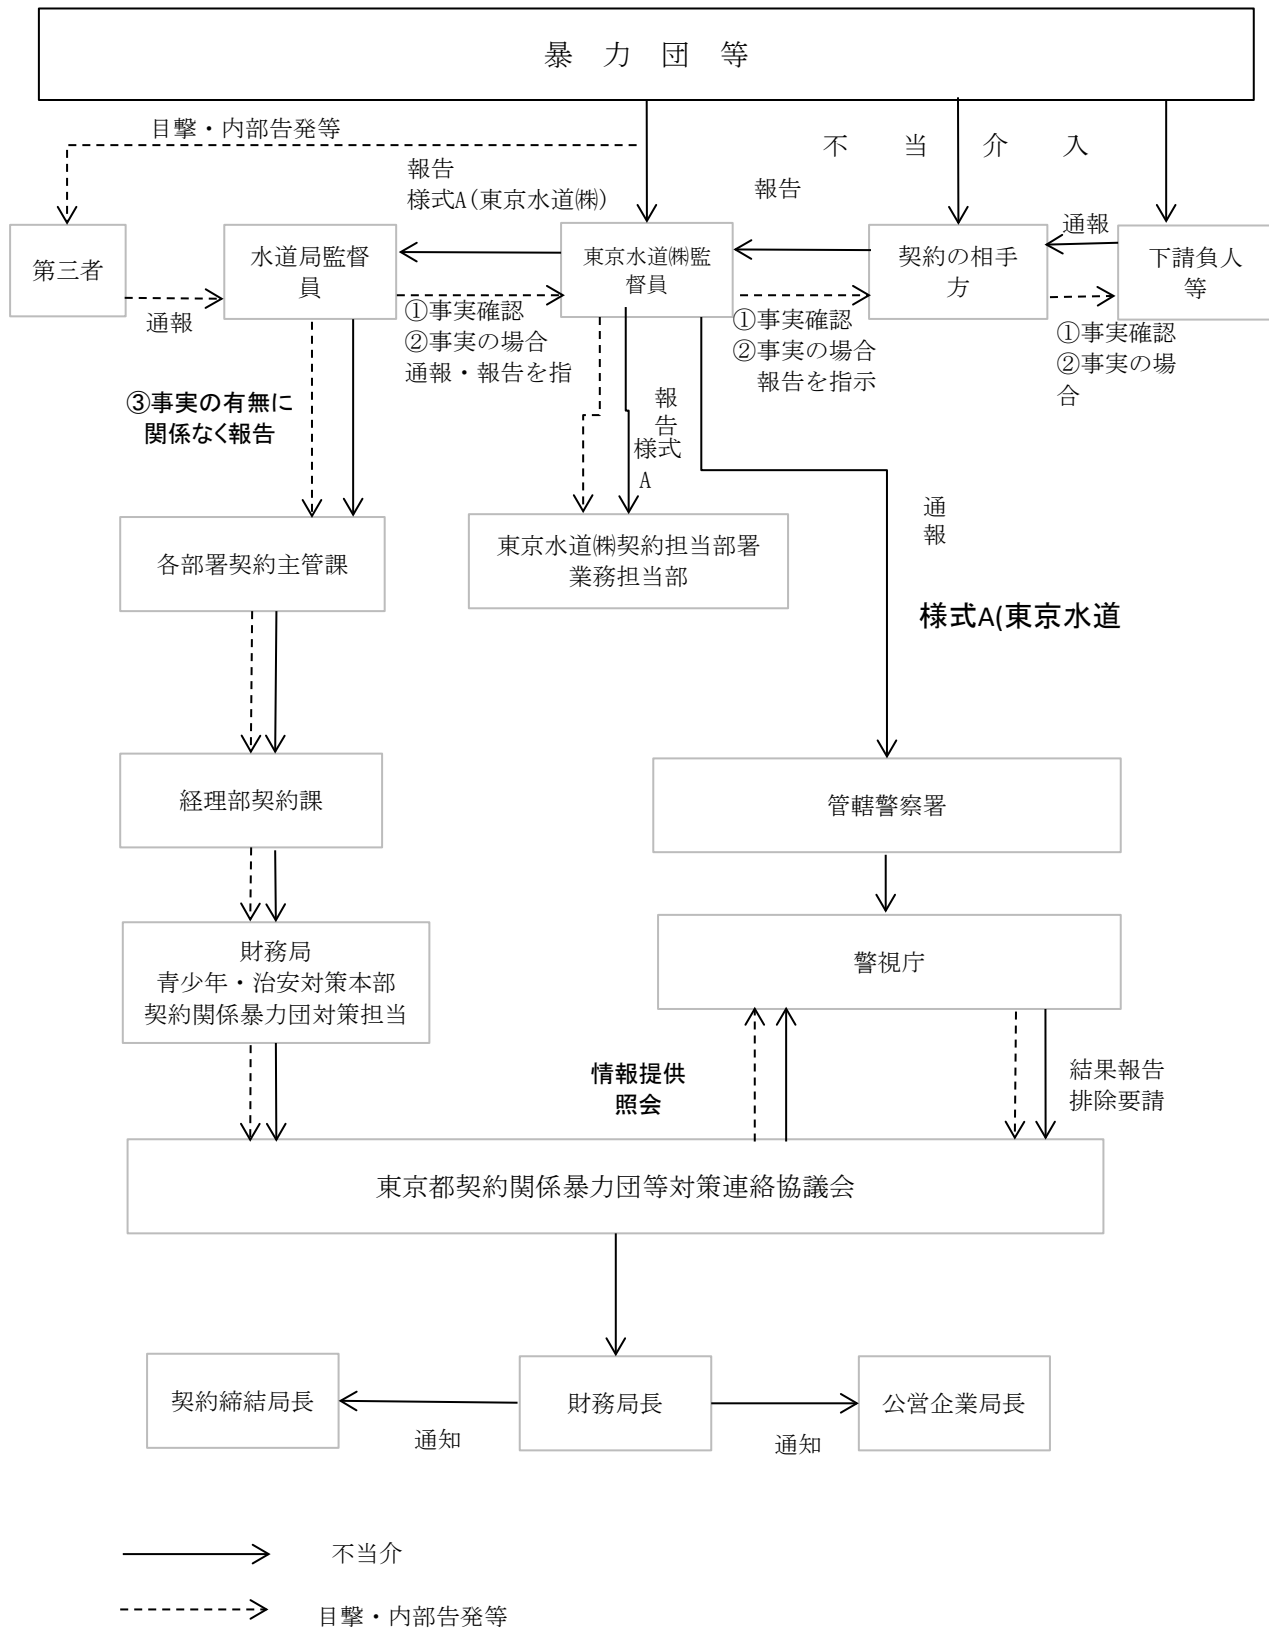 暴力団等
目撃・内部告発等
不当介入
報告
様式A(東京水道㈱)
報告
通報
第三者
水道局監督
員
東京水道㈱監
督員
契約の相手
方
下請負人
等
通報
①事実確認
②事実の場合
通報・報告を指
①事実確認
②事実の場合
報告を指示
①事実確認
②事実の場
合
③事実の有無に
関係なく報告
報
告
様式
A
通
報
各部署契約主管課
東京水道㈱契約担当部署
業務担当部
様式A(東京水道
経理部契約課
管轄警察署
財務局
青少年・治安対策本部
契約関係暴力団対策担当
警視庁
情報提供
照会
結果報告
排除要請
東京都契約関係暴力団等対策連絡協議会
契約締結局長
財務局長
公営企業局長
通知
通知
不当介
目撃・内部告発等